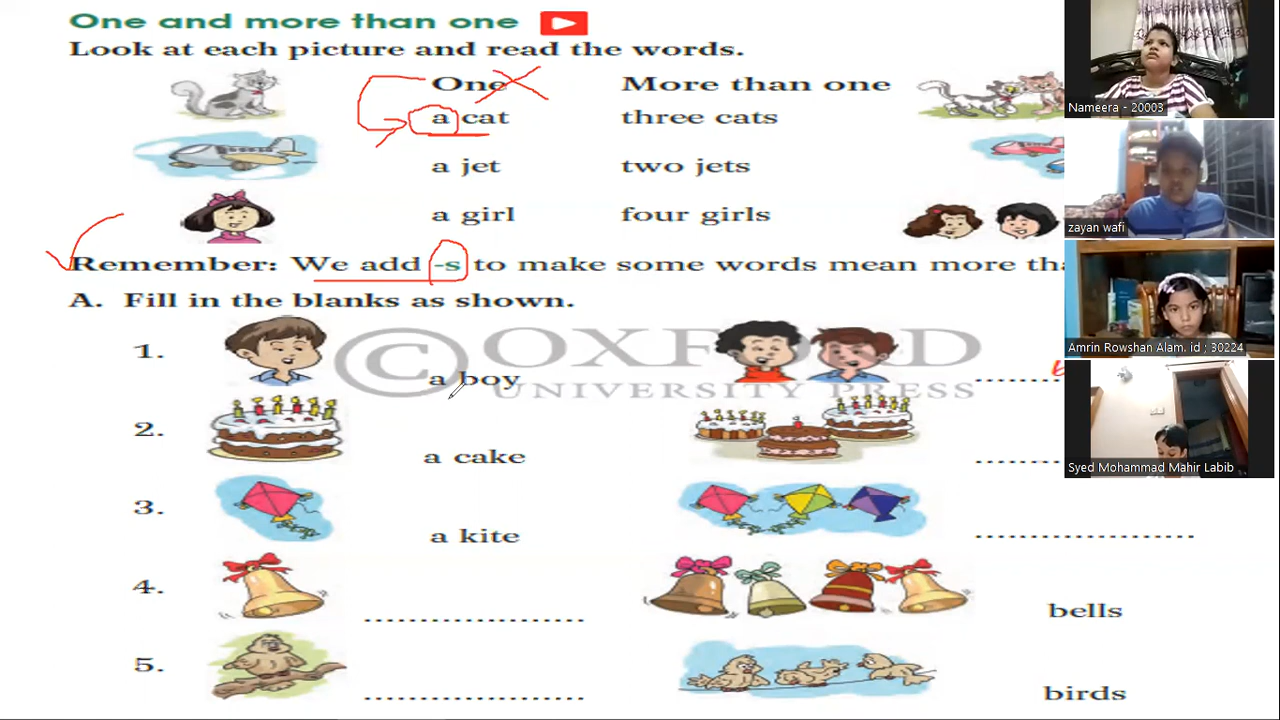 One and more than one
Look at each picture and read the words.
One More than one
a cat three cats
a jet two jets
a girl four girls
Remember: We add -s to make some words mean more
A. Fill in the blanks as shown.
© OXFORD
UNIVERSITY PRESS
1. a boy ........
2. a cake ........
3. a kite ......................
4. ...................... bells
5. ...................... birds
Nameera - 20003
zayan wafi
Amrin Rowshan Alam. id ; 30224
Syed Mohammad Mahir Labib